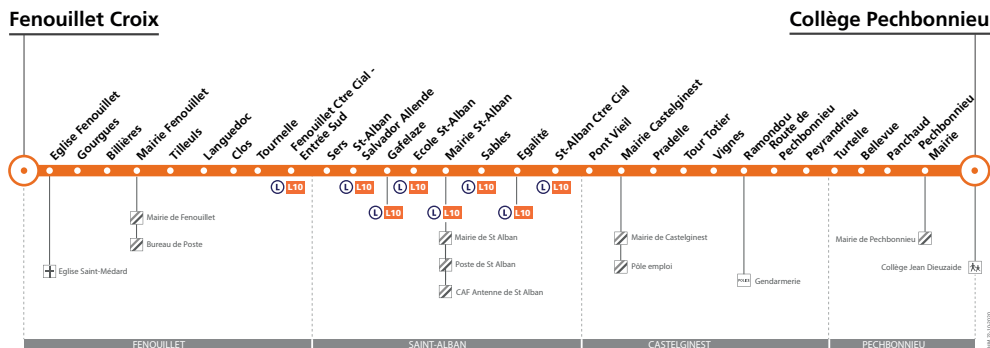 Fenouillet Croix
Collège Pechbonnieu
Eglise Fenouillet
Gourgues
Billières
Mairie Fenouillet
Tilleuls
Languedoc
Clos
Tournelle
Fenouillet Ctre Cial -
Entrée Sud
Sers
St-Alban
Salvador Allende
Gafelaze
Ecole St-Alban
Mairie St-Alban
Sables
Egalité
St-Alban Ctre Cial
Pont Vieil
Mairie Castelginest
Pradelle
Tour Totier
Vignes
Ramondou
Route de
Pechbonnieu
Peyrandrieu
Turtelle
Bellevue
Panchaud
Pechbonnieu
Mairie
L L10
L L10
L L10
L L10
L L10
L L10
L L10
L L10
Mairie de Fenouillet
Bureau de Poste
Eglise Saint-Médard
Mairie de St Alban
Poste de St Alban
CAF Antenne de St Alban
Mairie de Castelginest
Pôle emploi
POLICE
Gendarmerie
Mairie de Pechbonnieu
Collège Jean Dieuzaide
FENOUILLET
SAINT-ALBAN
CASTELGINEST
PECHBONNIEU